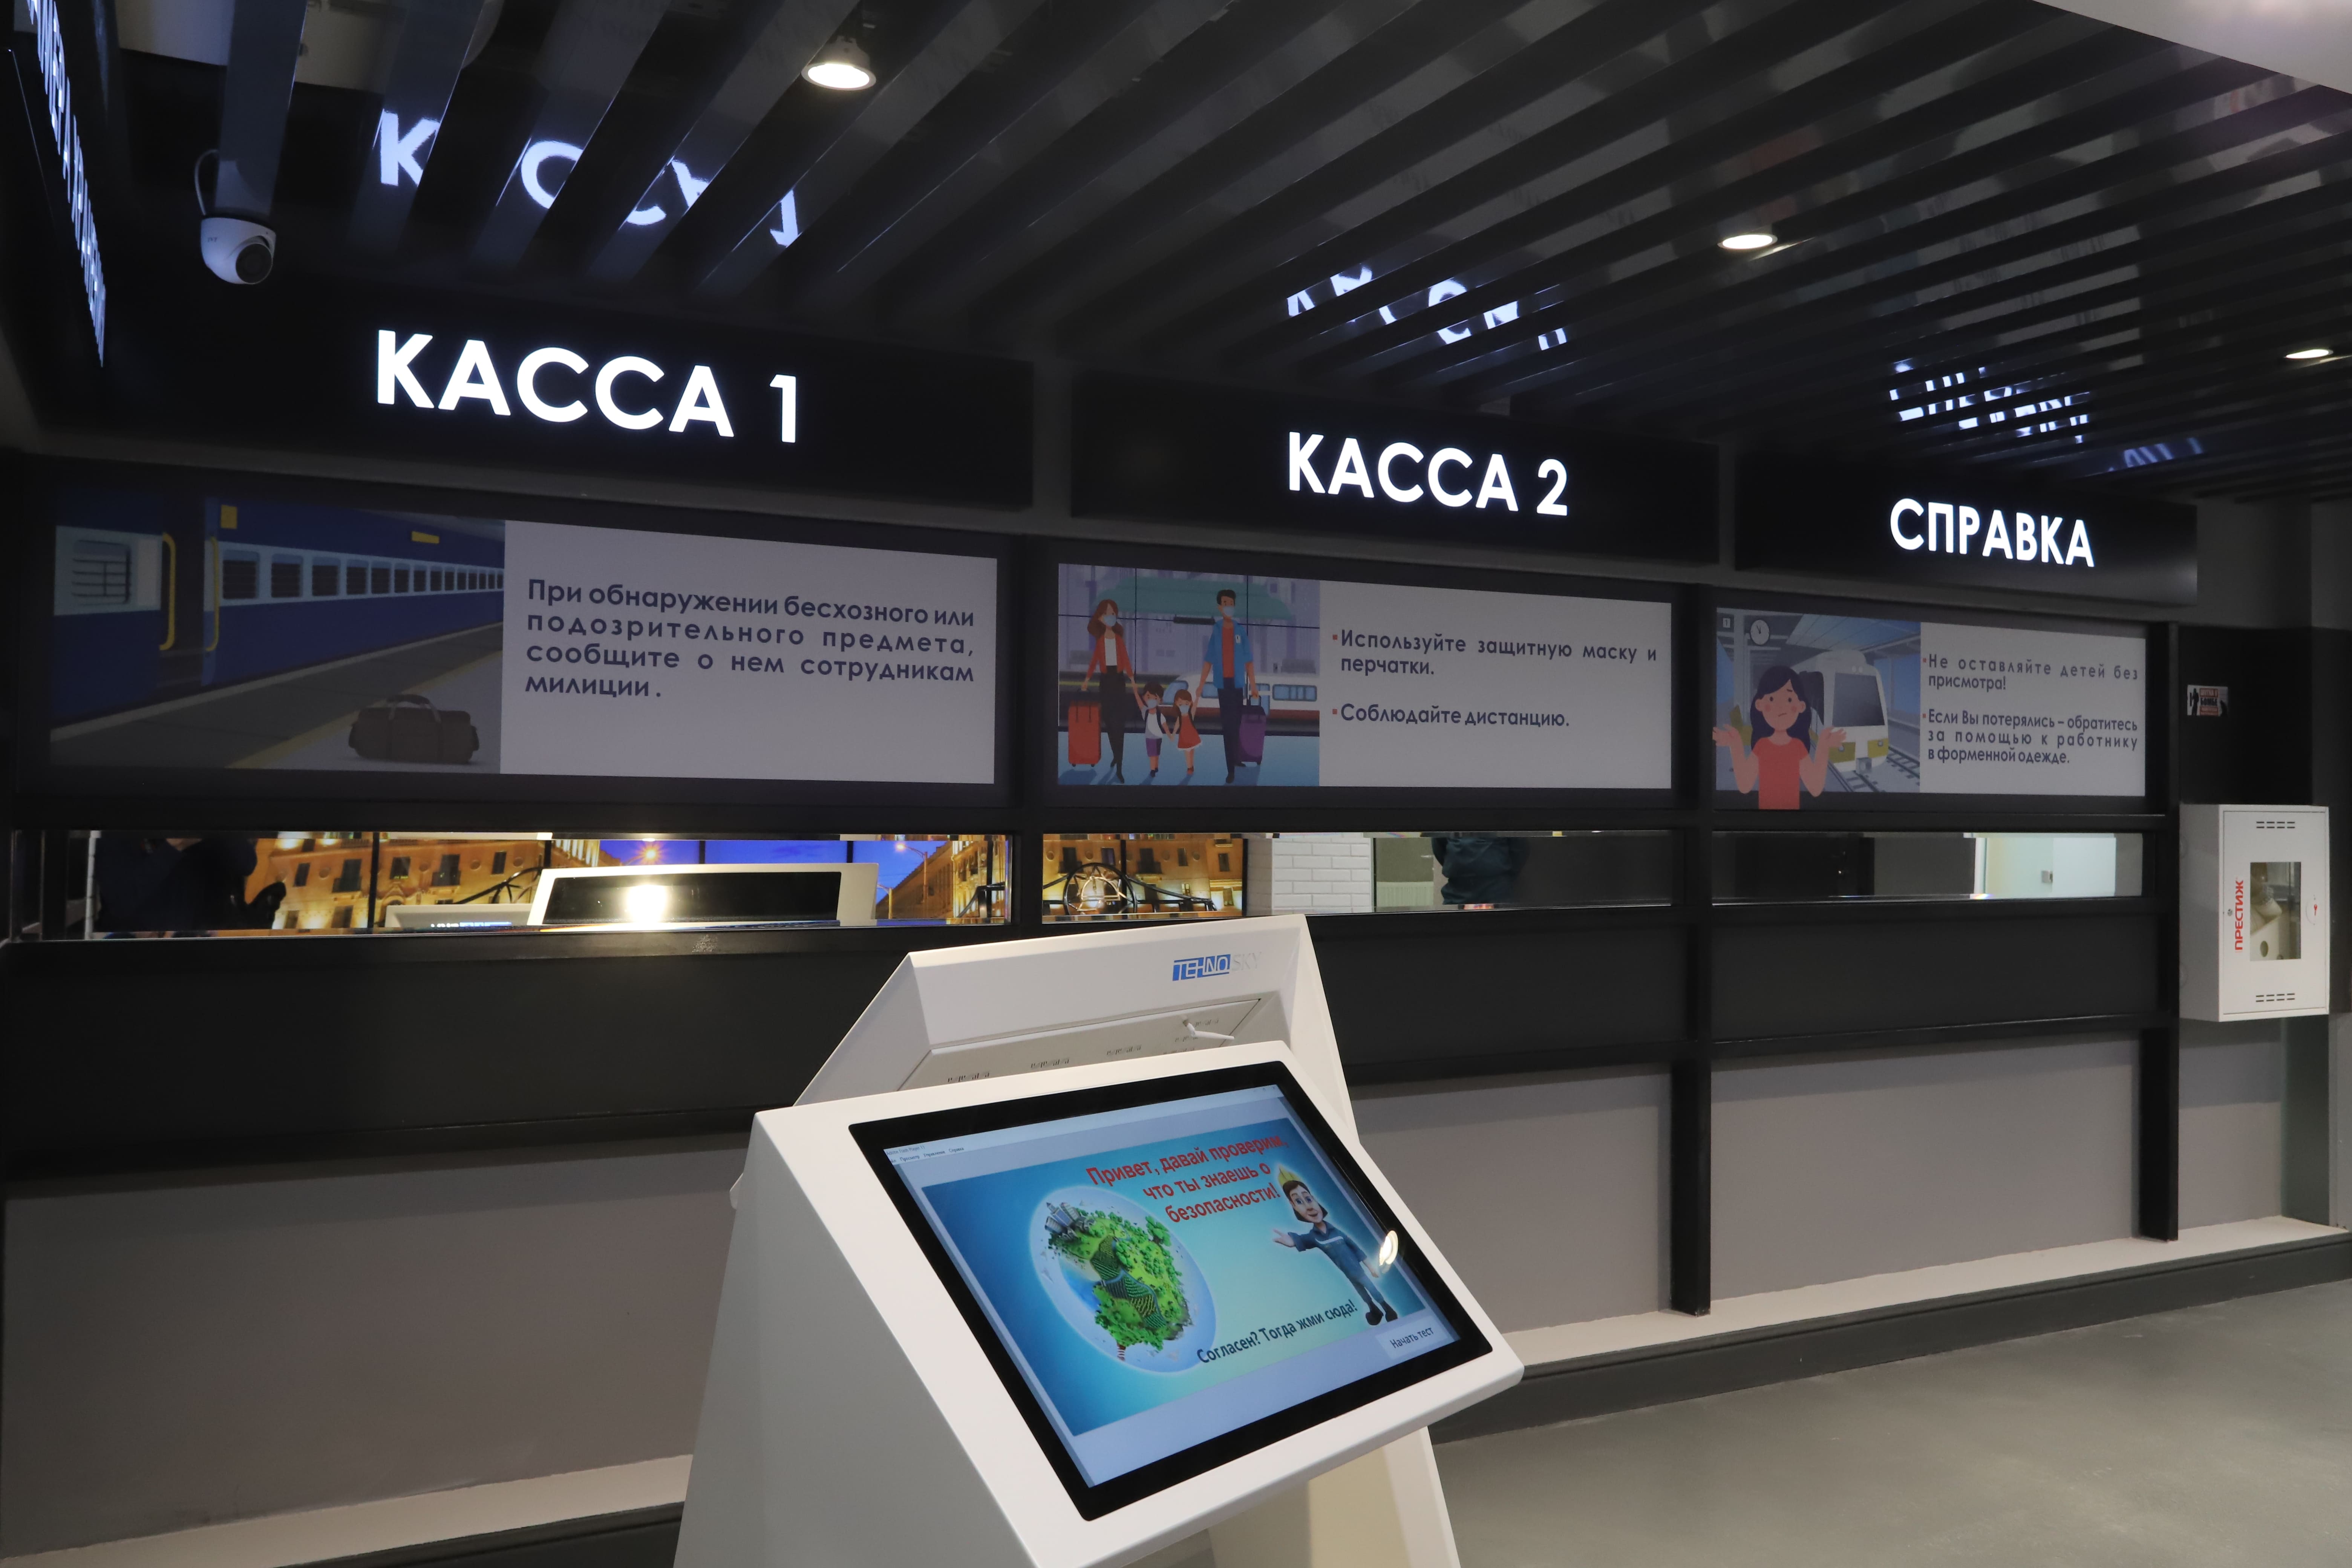 КАССА 1
КАССА 2
СПРАВКА
При обнаружении бесхозного или
подозрительного предмета,
сообщите о нем сотрудникам
милиции.
Используйте защитную маску и
перчатки.
Соблюдайте дистанцию.
Не оставляйте детей без
присмотра!
Если Вы потерялись – обратитесь
за помощью к работнику
в форменной одежде.
ПРЕСТИЖ
TEHNO SKY
Привет, давай проверим,
что ты знаешь о
безопасности!
Согласен? Тогда жми сюда!
Начать тест